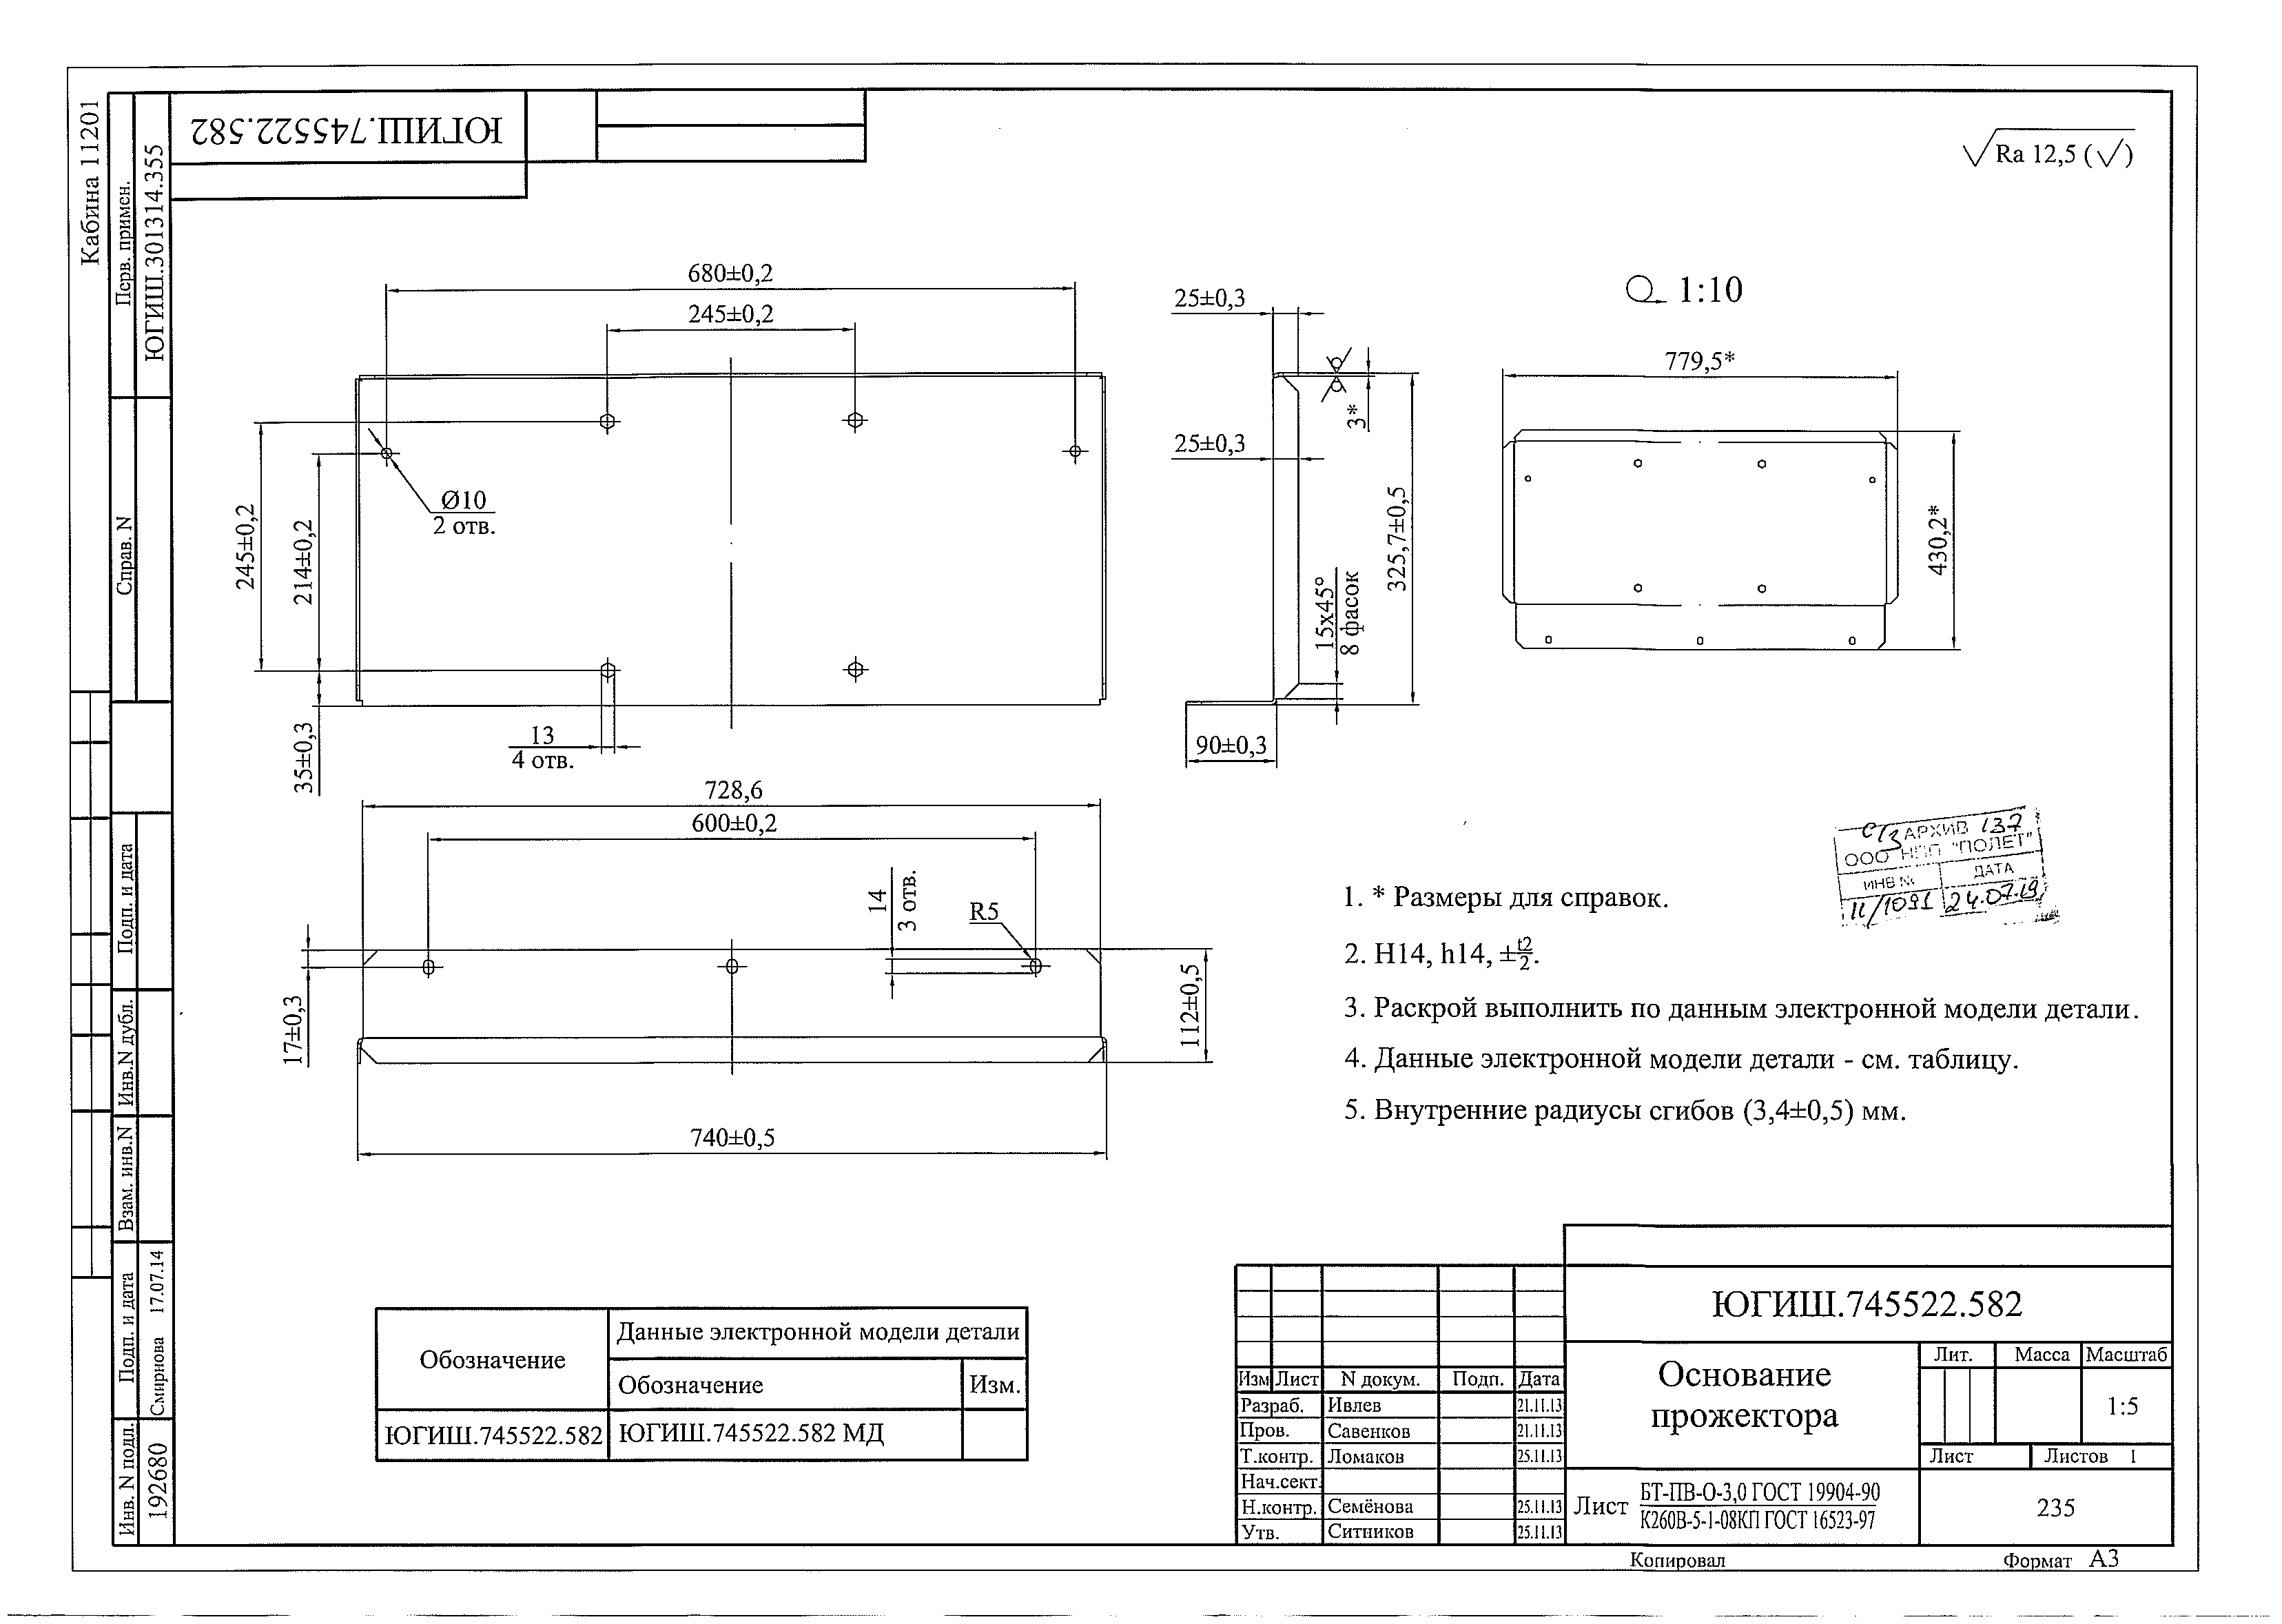 Кабина 11201
Перв. примен.
ЮГИШ.301314.355
Справ. N
Подп. и дата
Инв.N дубл.
Взам. инв.N
Подп. и дата
Смирнова 17.07.14
Инв. N подл.
192680
ЮГИШ.745522.582
√Ra 12,5 (√)
680±0,2
245±0,2
245±0,2
214±0,2
35±0,3
Ø10
2 отв.
13
4 отв.
25±0,3
25±0,3
3*
325,7±0,5
15x45°
8 фасок
90±0,3
1:10
779,5*
430,2*
728,6
600±0,2
14
3 отв.
R5
17±0,3
112±0,5
740±0,5
СГЗ АРХИВ 137
ООО НПП "ПОЛЕТ"
ИНВ № ДАТА
11/1091 24.07.19
1. * Размеры для справок.
2. H14, h14, ±t2/2.
3. Раскрой выполнить по данным электронной модели детали.
4. Данные электронной модели детали - см. таблицу.
5. Внутренние радиусы сгибов (3,4±0,5) мм.
Обозначение
Данные электронной модели детали
Обозначение Изм.
ЮГИШ.745522.582 ЮГИШ.745522.582 МД
ЮГИШ.745522.582
Основание
прожектора
Лит. Масса Масштаб
1:5
Лист Листов 1
Изм Лист N докум. Подп. Дата
Разраб. Ивлев 21.11.13
Пров. Савенков 21.11.13
Т.контр. Ломаков 25.11.13
Нач.сект.
Н.контр. Семёнова 25.11.13
Утв. Ситников 25.11.13
Лист БТ-ПВ-О-3,0 ГОСТ 19904-90
К260В-5-1-08КП ГОСТ 16523-97
235
Копировал Формат А3